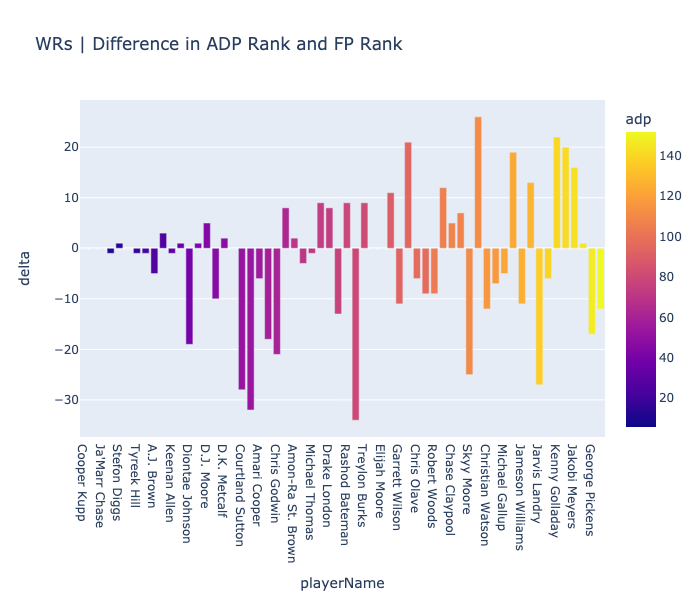 WRs | Difference in ADP Rank and FP Rank
adp
20
10
0
−10
−20
−30
delta
140
120
100
80
60
40
20
Cooper Kupp
Ja'Marr Chase
Stefon Diggs
Tyreek Hill
A.J. Brown
Keenan Allen
Diontae Johnson
D.J. Moore
D.K. Metcalf
Courtland Sutton
Amari Cooper
Chris Godwin
Amon-Ra St. Brown
Michael Thomas
Drake London
Rashod Bateman
Treylon Burks
Elijah Moore
Garrett Wilson
Chris Olave
Robert Woods
Chase Claypool
Skyy Moore
Christian Watson
Michael Gallup
Jameson Williams
Jarvis Landry
Kenny Golladay
Jakobi Meyers
George Pickens
playerName